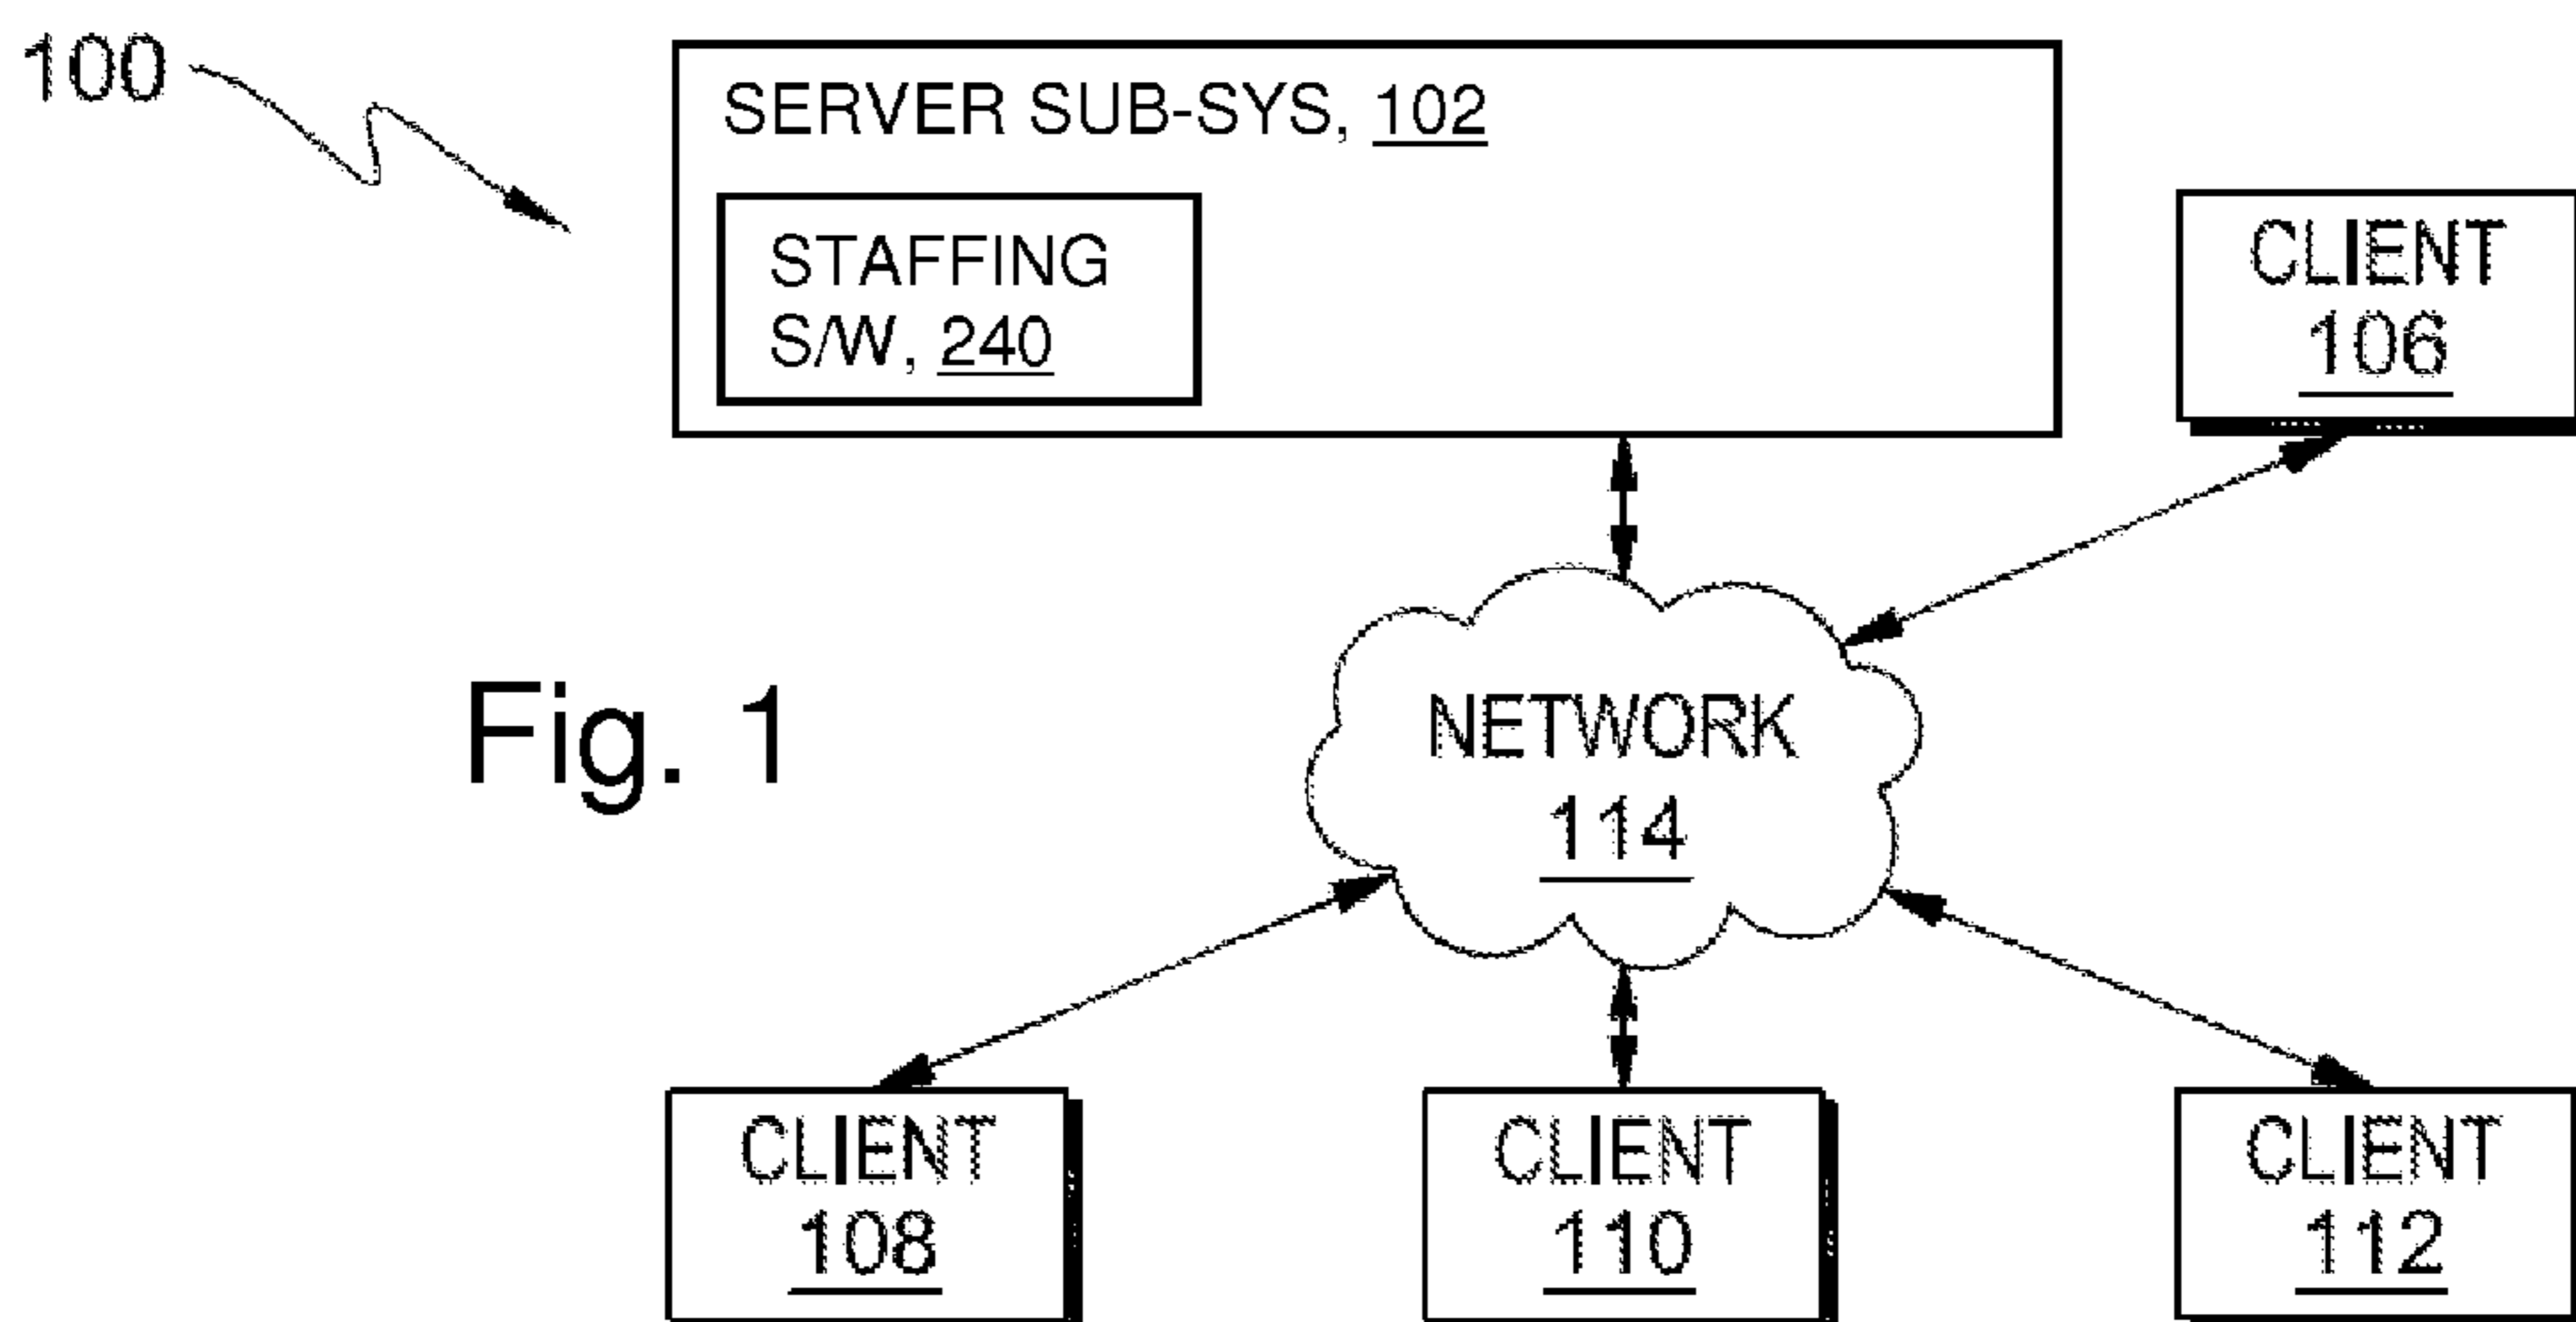 100
SERVER SUB-SYS, 102
STAFFING
S/W, 240
CLIENT
106
Fig. 1
NETWORK
114
CLIENT
108
CLIENT
110
CLIENT
112